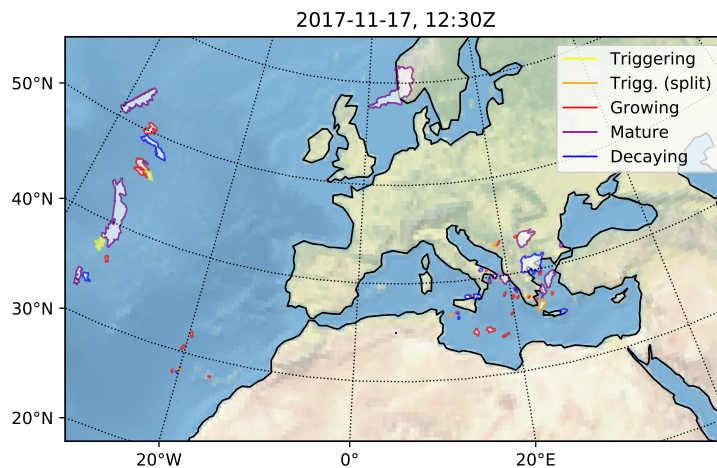 2017-11-17, 12:30Z
Triggering
Trigg. (split)
Growing
Mature
Decaying
50°N
40°N
30°N
20°N
20°W
0°
20°E